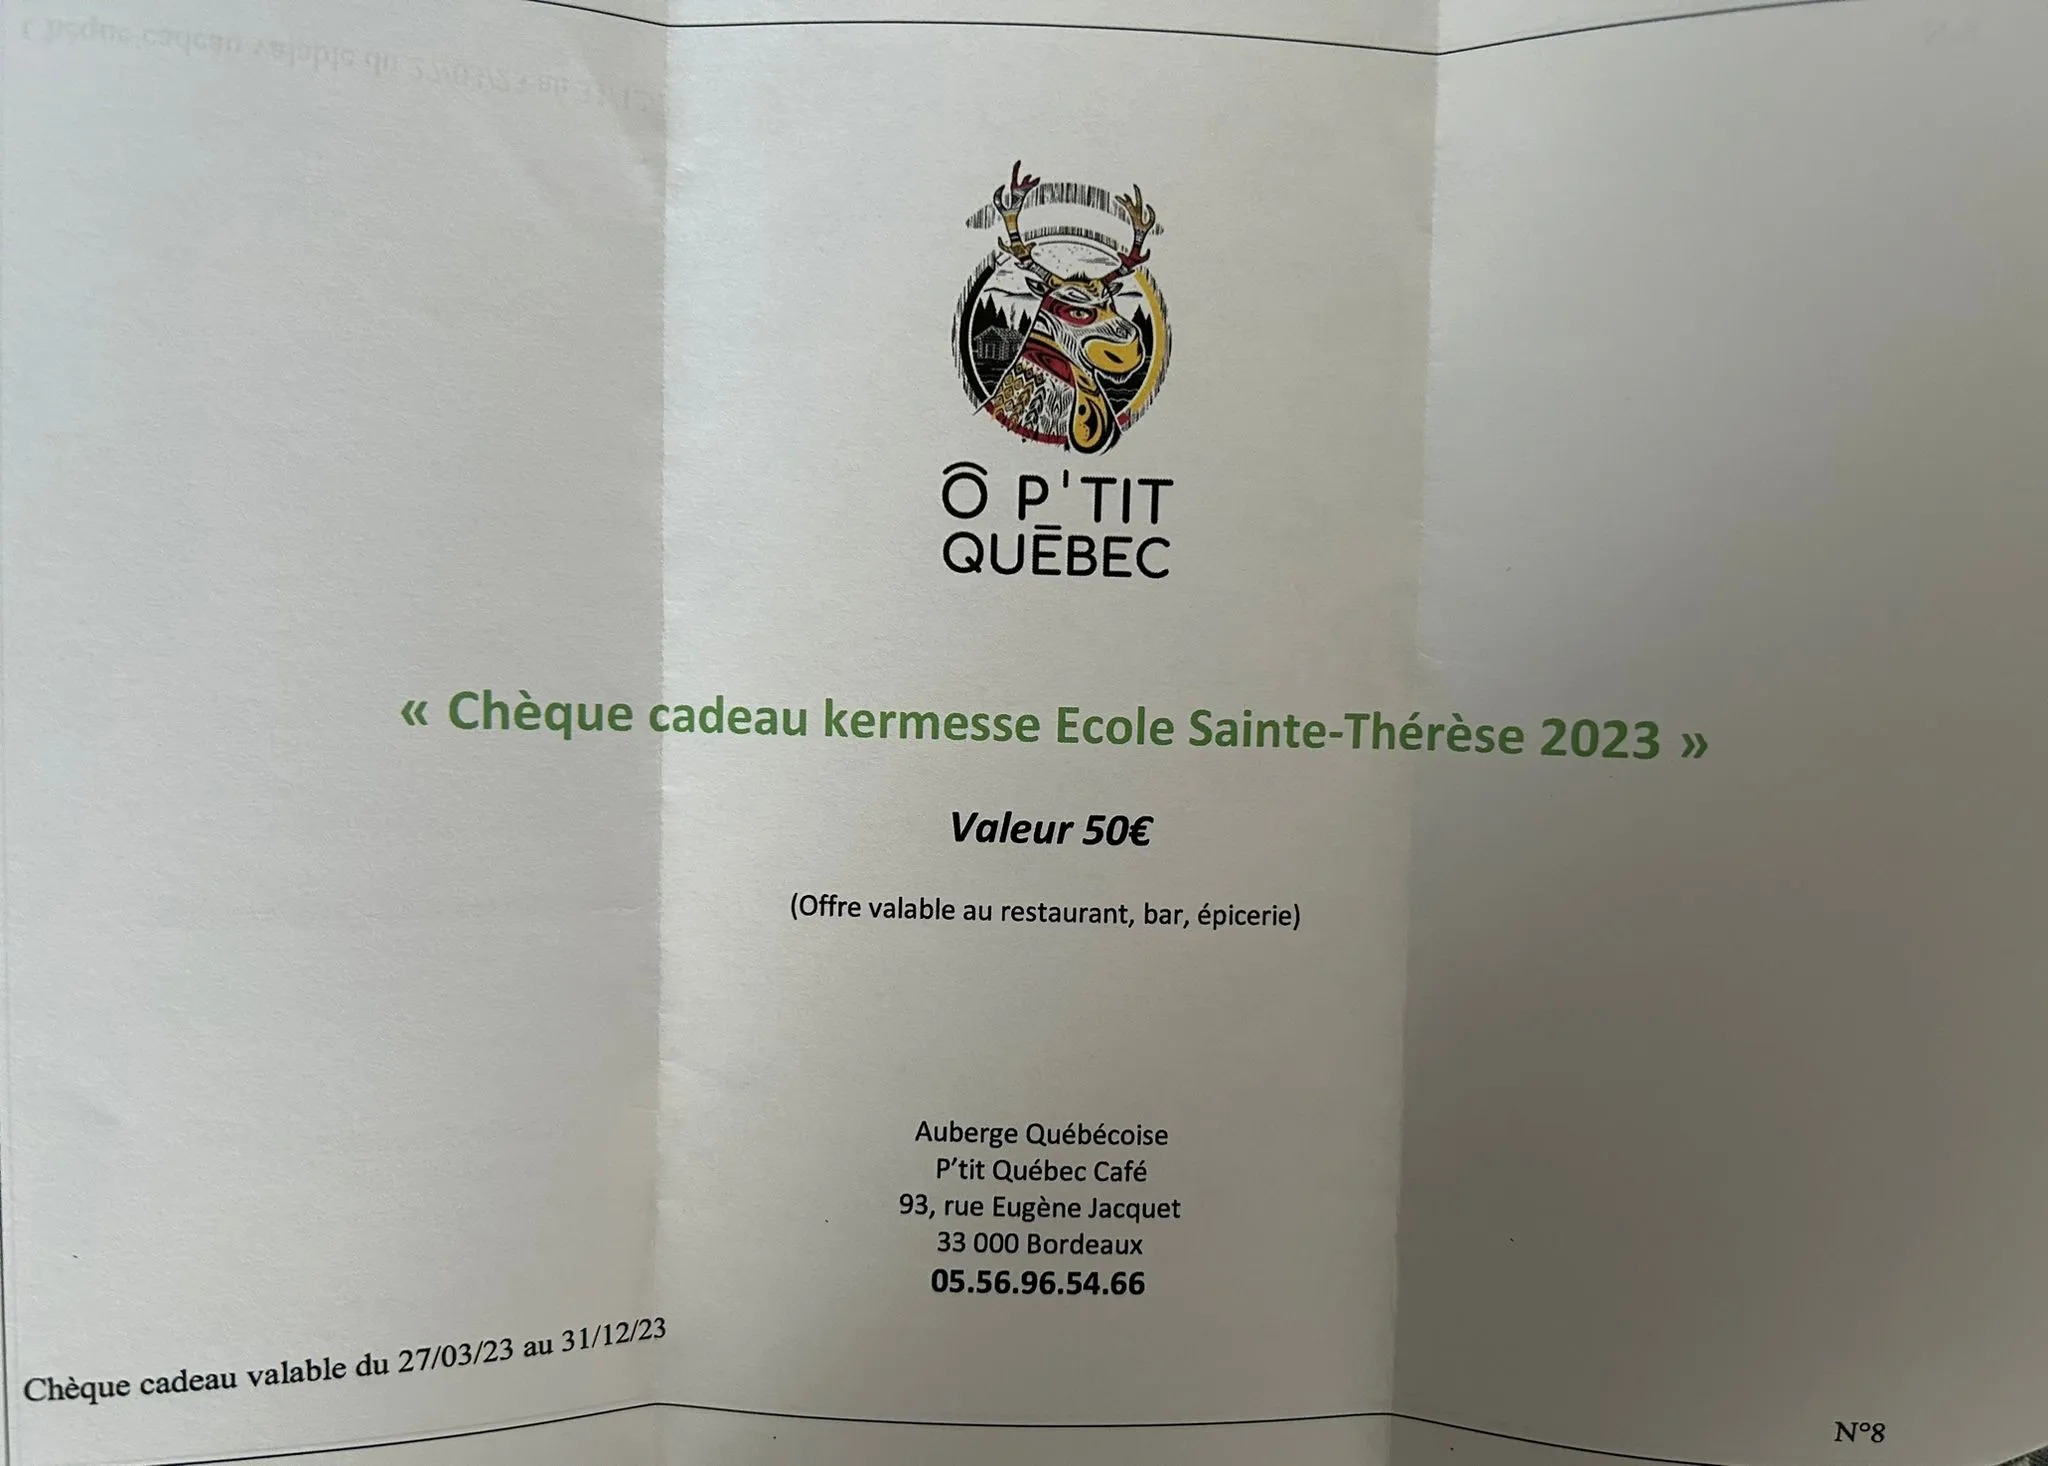 Ô P'TIT
QUÉBEC
« Chèque cadeau kermesse Ecole Sainte-Thérèse 2023 »
Valeur 50€
(Offre valable au restaurant, bar, épicerie)
Auberge Québécoise
P'tit Québec Café
93, rue Eugène Jacquet
33 000 Bordeaux
05.56.96.54.66
Chèque cadeau valable du 27/03/23 au 31/12/23
N°8